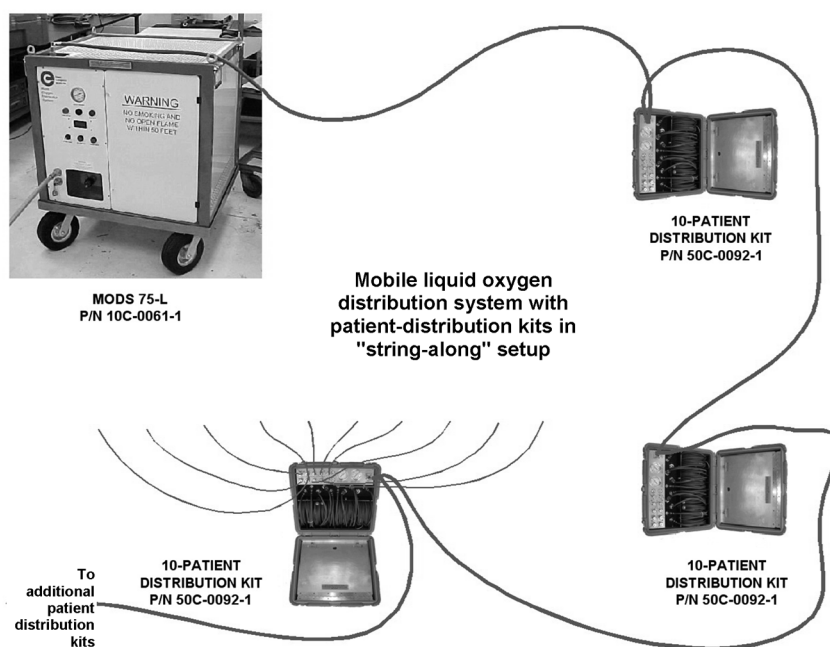 WARNING
NO SMOKING AND
NO OPEN FLAME
WITHIN 50 FEET
MODS 75-L
P/N 10C-0061-1
10-PATIENT
DISTRIBUTION KIT
P/N 50C-0092-1
Mobile liquid oxygen
distribution system with
patient-distribution kits in
"string-along" setup
10-PATIENT
DISTRIBUTION KIT
P/N 50C-0092-1
10-PATIENT
DISTRIBUTION KIT
P/N 50C-0092-1
To
additional
patient
distribution
kits